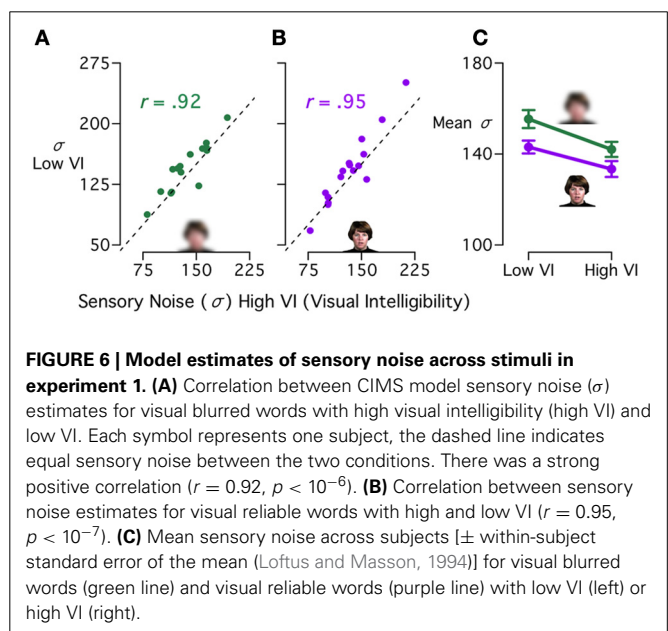 A
B
C
275
200
125
50
σ
Low VI
r = .92
r = .95
75 150 225
75 150 225
Sensory Noise ( σ ) High VI (Visual Intelligibility)
180
Mean σ
140
100
Low VI High VI
FIGURE 6 | Model estimates of sensory noise across stimuli in
experiment 1. (A) Correlation between CIMS model sensory noise (σ)
estimates for visual blurred words with high visual intelligibility (high VI) and
low VI. Each symbol represents one subject, the dashed line indicates
equal sensory noise between the two conditions. There was a strong
positive correlation (r = 0.92, p < 10⁻⁶). (B) Correlation between sensory
noise estimates for visual reliable words with high and low VI (r = 0.95,
p < 10⁻⁷). (C) Mean sensory noise across subjects [± within-subject
standard error of the mean (Loftus and Masson, 1994)] for visual blurred
words (green line) and visual reliable words (purple line) with low VI (left) or
high VI (right).